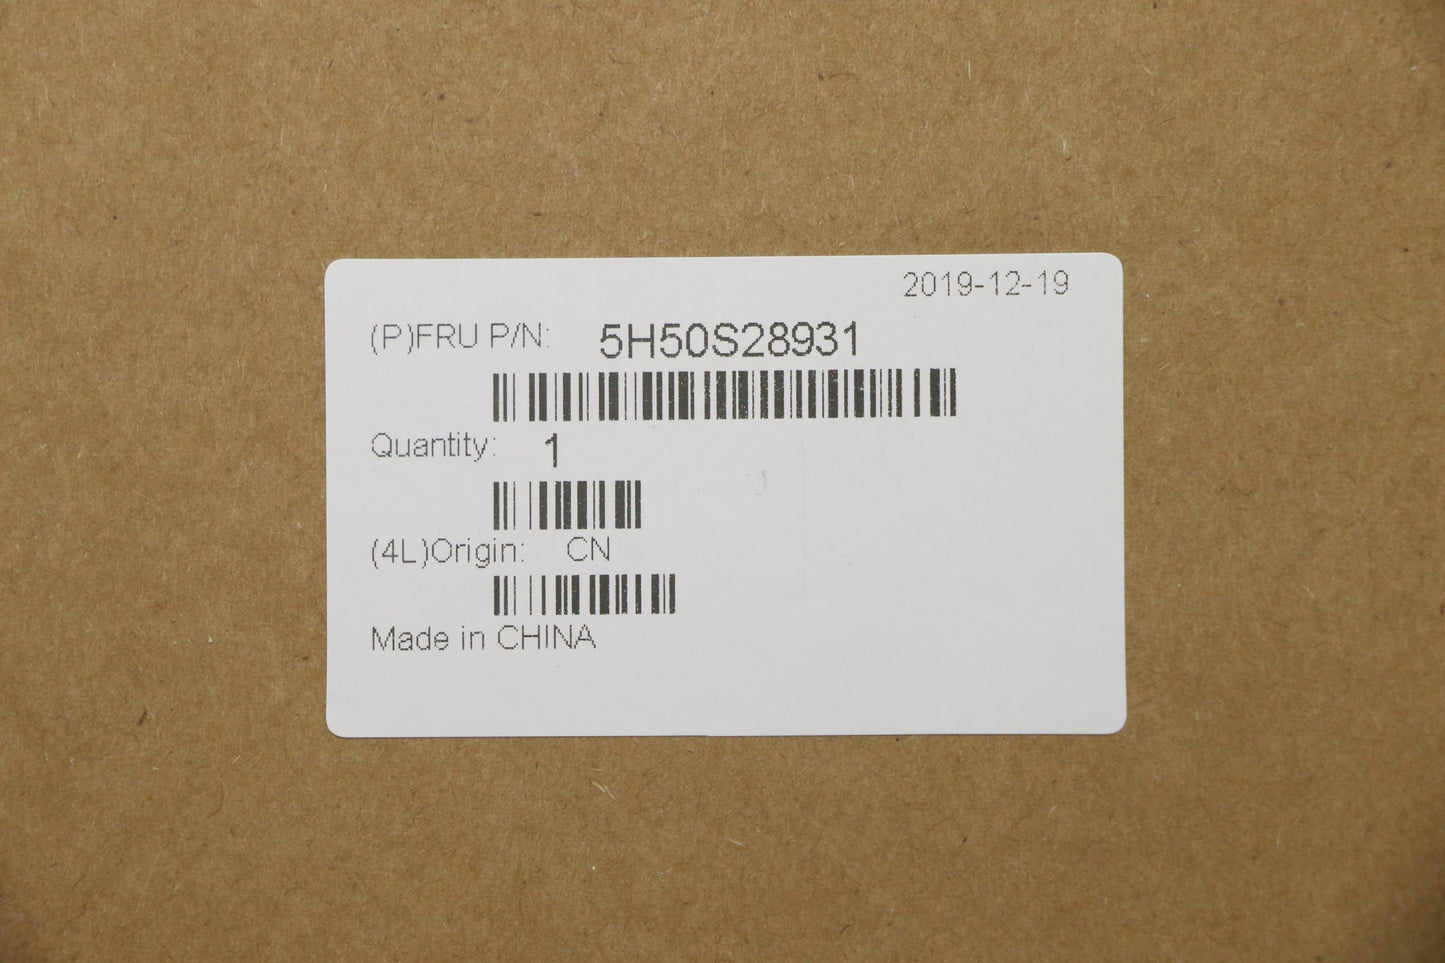 2019-12-19
(P)FRU P/N: 5H50S28931
Quantity: 1
(4L)Origin: CN
Made in CHINA